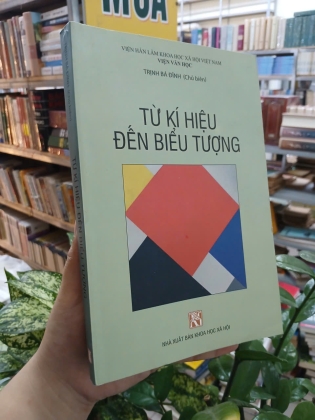 MUA
VIỆN HÀN LÂM KHOA HỌC XÃ HỘI VIỆT NAM
VIỆN VĂN HỌC
TRỊNH BÁ ĐĨNH (Chủ biên)
TỪ KÍ HIỆU
ĐẾN BIỂU TƯỢNG
NHÀ XUẤT BẢN KHOA HỌC XÃ HỘI